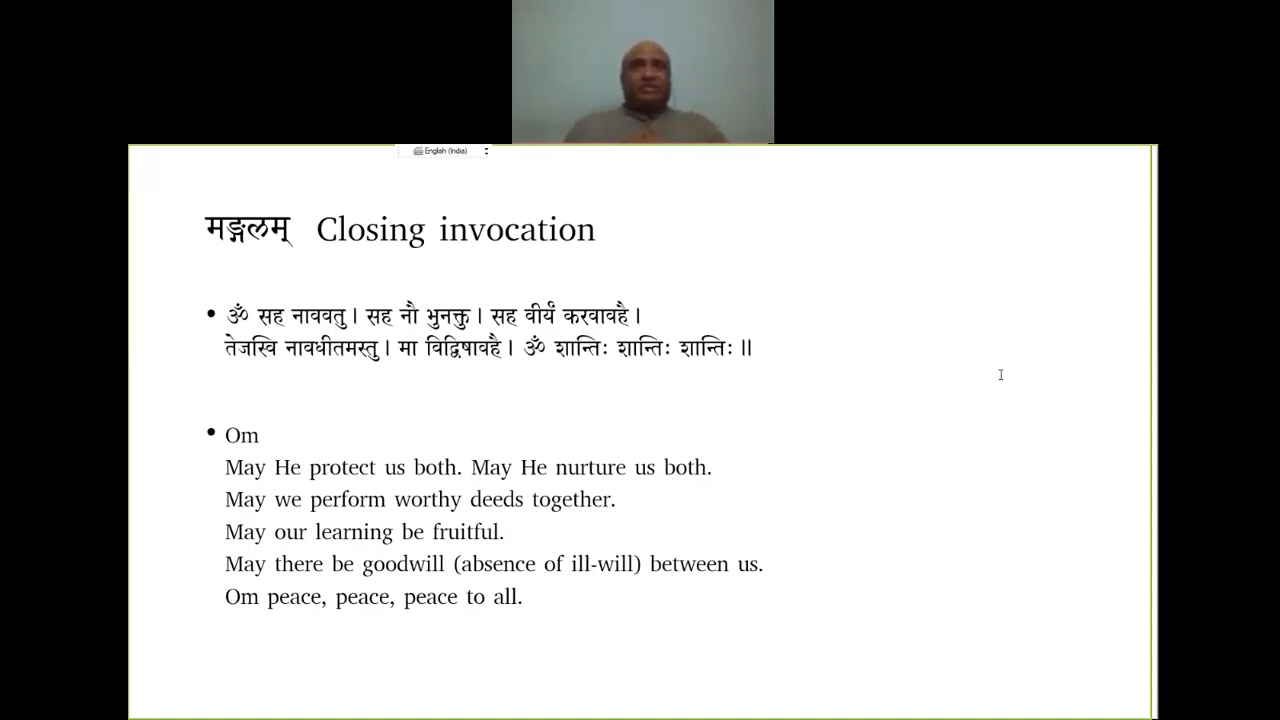 English (India)
मङ्गलम् Closing invocation
• ॐ सह नाववतु । सह नौ भुनक्तु । सह वीर्यं करवावहै ।
तेजस्वि नावधीतमस्तु । मा विद्विषावहै । ॐ शान्तिः शान्तिः शान्तिः ॥
• Om
May He protect us both. May He nurture us both.
May we perform worthy deeds together.
May our learning be fruitful.
May there be goodwill (absence of ill-will) between us.
Om peace, peace, peace to all.